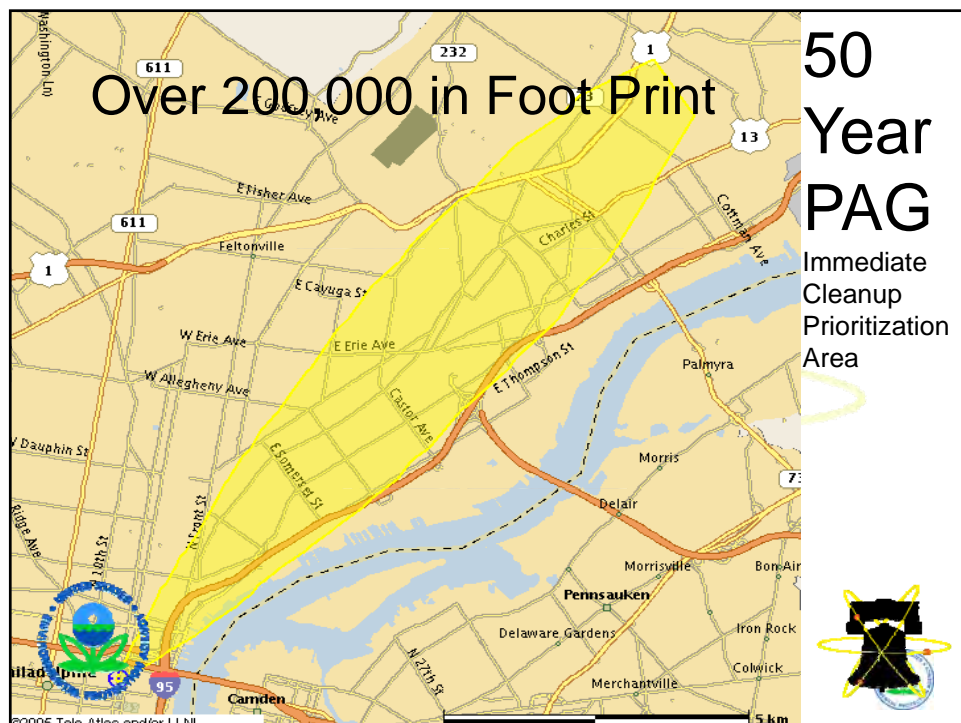 Over 200,000 in Foot Print
50
Year
PAG
Immediate
Cleanup
Prioritization
Area
Washington Ln)
611
232
1
13
E Godfrey Ave
E Fisher Ave
611
Feltonville
1
Charles St
Cottman Ave
E Cayuga St
W Erie Ave
E Erie Ave
E Thompson St
Palmyra
W Allegheny Ave
Castor Ave
W Dauphin St
E Somerset St
Morris
73
Ridge Ave
N 10th St
N Front St
Delair
Morrisville
Bon Air
Pennsauken
Delaware Gardens
Iron Rock
N 27th St
Colwick
95
Merchantville
Camden
5 km